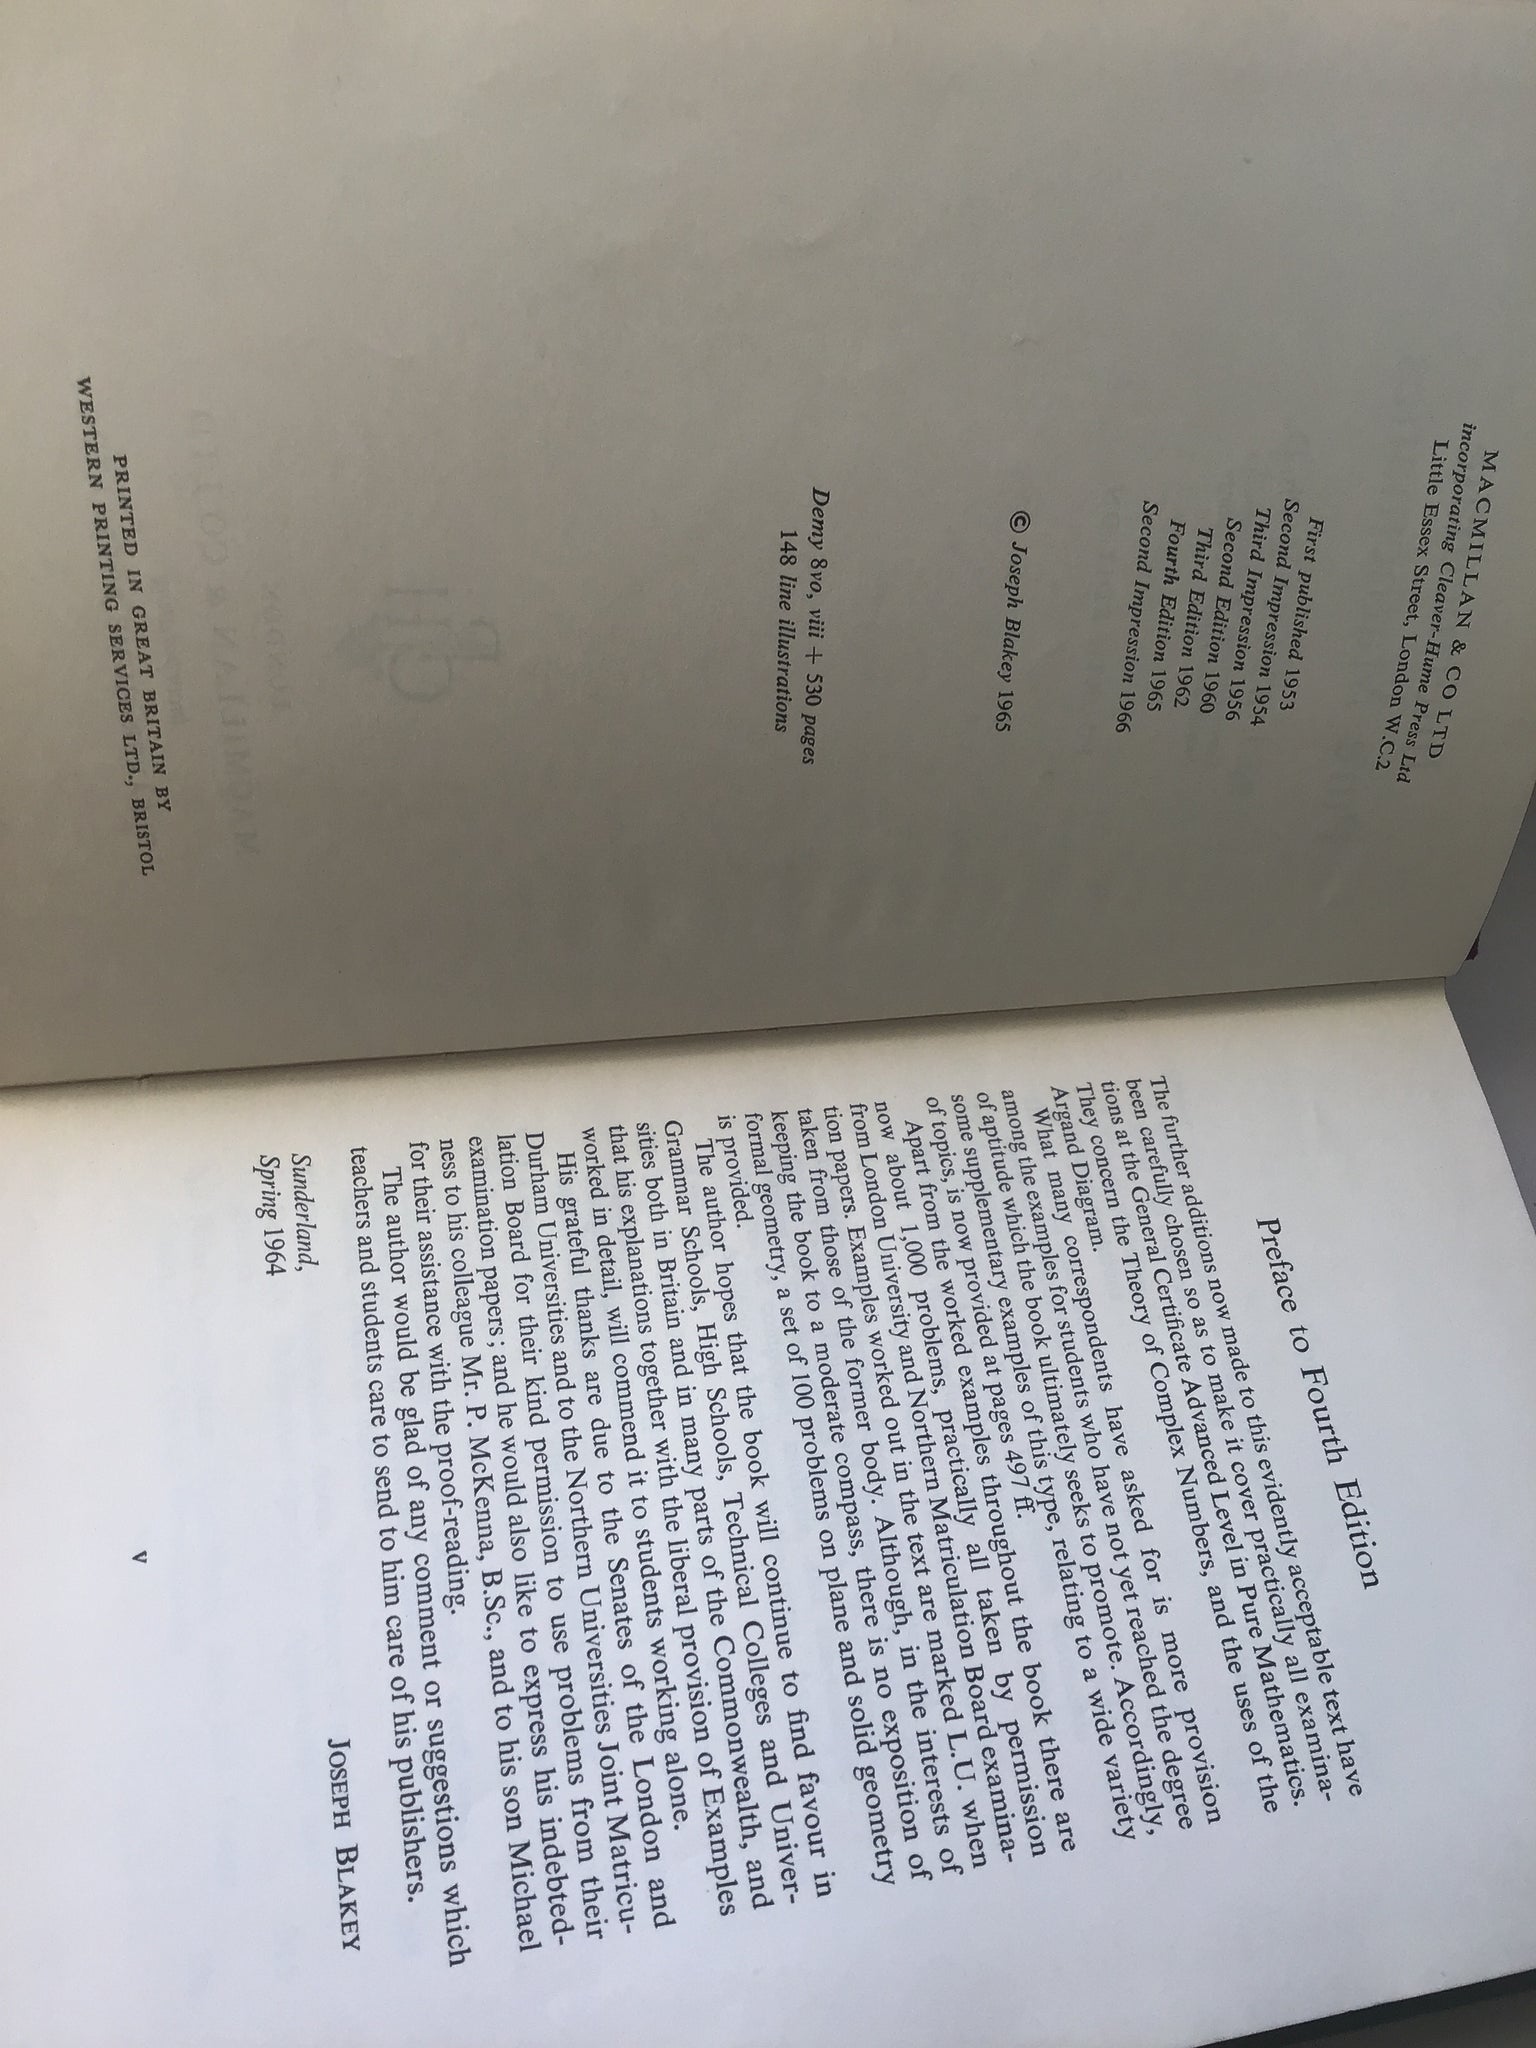 MACMILLAN & CO LTD
incorporating Cleaver-Hume Press Ltd
Little Essex Street, London W.C.2
First published 1953
Second Impression 1954
Third Impression 1956
Second Edition 1960
Third Edition 1962
Fourth Edition 1965
Second Impression 1966
© Joseph Blakey 1965
Demy 8vo, viii + 530 pages
148 line illustrations
PRINTED IN GREAT BRITAIN BY
WESTERN PRINTING SERVICES LTD., BRISTOL
Preface to Fourth Edition
The further additions now made to this evidently acceptable text have
been carefully chosen so as to make it cover practically all examina-
tions at the General Certificate Advanced Level in Pure Mathematics.
They concern the Theory of Complex Numbers, and the uses of the
Argand Diagram.
What many correspondents have asked for is more provision
among the examples for students who have not yet reached the degree
of aptitude which the book ultimately seeks to promote. Accordingly,
some supplementary examples of this type, relating to a wide variety
of topics, is now provided at pages 497 ff.
Apart from the worked examples throughout the book there are
now about 1,000 problems, practically all taken by permission
from London University and Northern Matriculation Board examina-
tion papers. Examples worked out in the text are marked L.U. when
taken from those of the former body. Although, in the interests of
keeping the book to a moderate compass, there is no exposition of
formal geometry, a set of 100 problems on plane and solid geometry
is provided.
The author hopes that the book will continue to find favour in
Grammar Schools, High Schools, Technical Colleges and Univer-
sities both in Britain and in many parts of the Commonwealth, and
that his explanations together with the liberal provision of Examples
worked in detail, will commend it to students working alone.
His grateful thanks are due to the Senates of the London and
Durham Universities and to the Northern Universities Joint Matricu-
lation Board for their kind permission to use problems from their
examination papers; and he would also like to express his indebted-
ness to his colleague Mr. P. McKenna, B.Sc., and to his son Michael
for their assistance with the proof-reading.
The author would be glad of any comment or suggestions which
teachers and students care to send to him care of his publishers.
JOSEPH BLAKEY
Sunderland,
Spring 1964
v